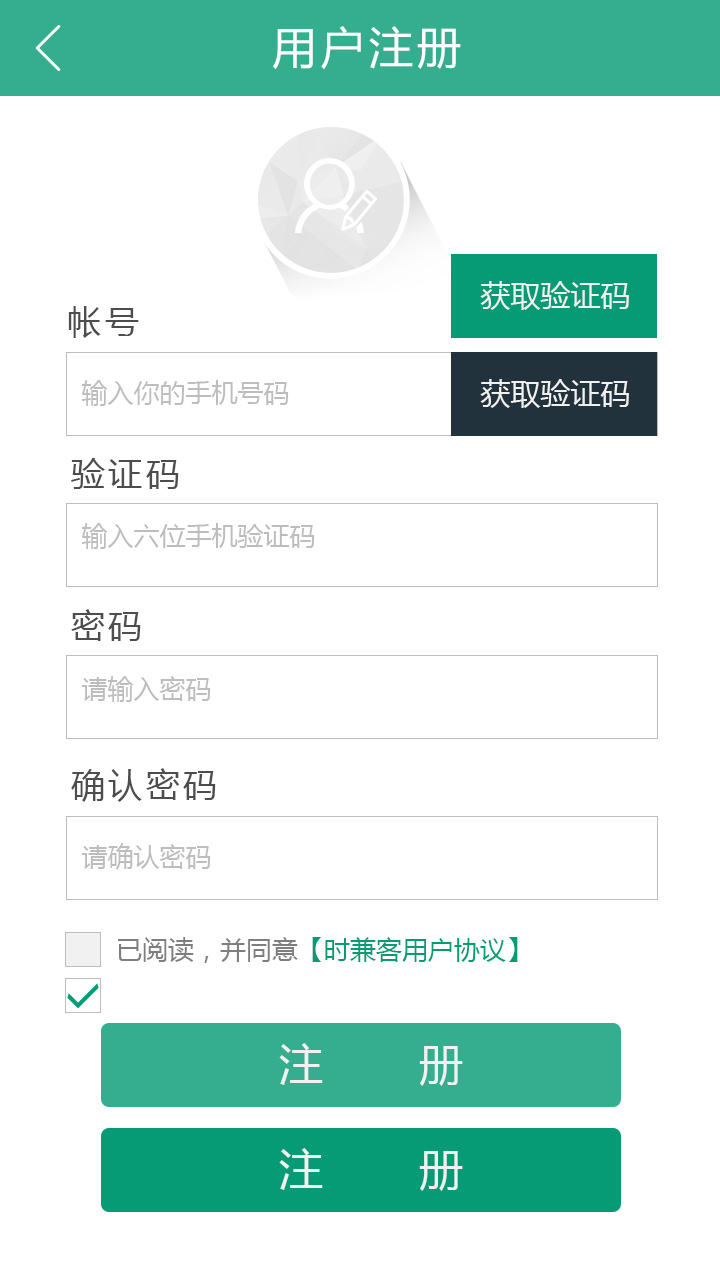 用户注册
获取验证码
帐号
输入你的手机号码
获取验证码
验证码
输入六位手机验证码
密码
请输入密码
确认密码
请确认密码
已阅读，并同意【时兼客用户协议】
注 册
注 册